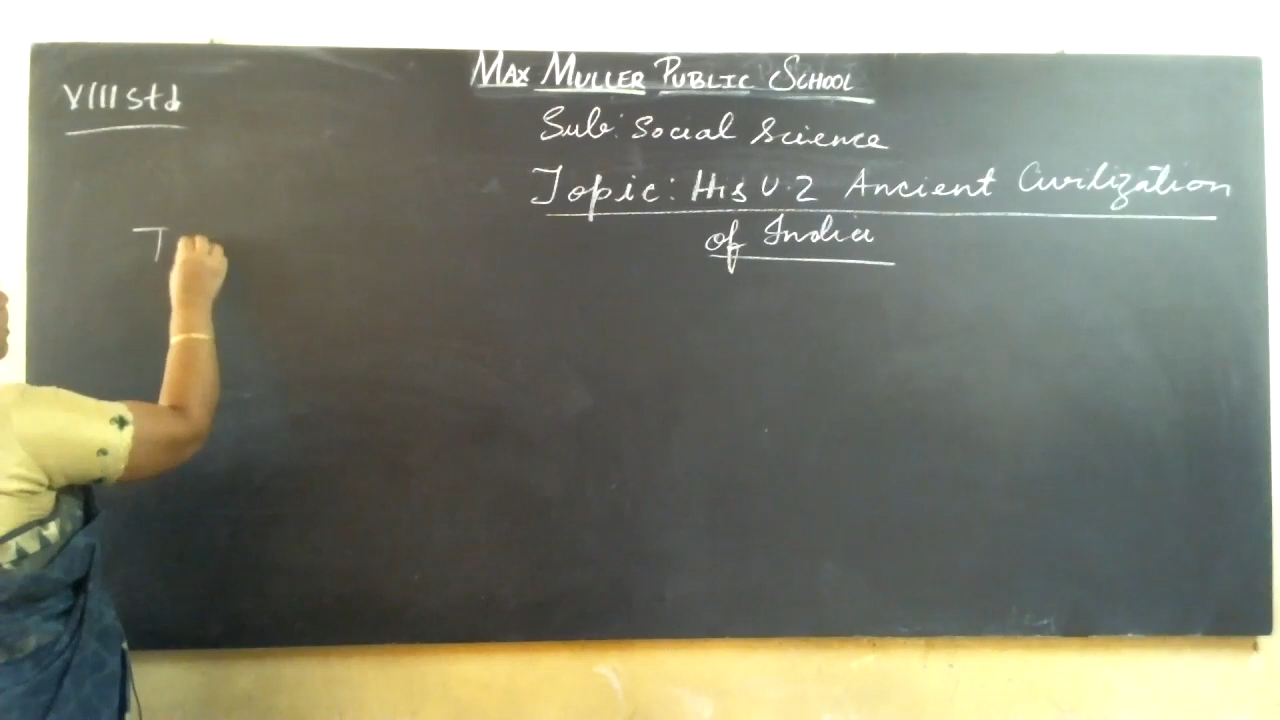 MAX MULLER PUBLIC SCHOOL
VIII std
Sub: Social Science
Topic: His U.2 Ancient Civilization
of India
T